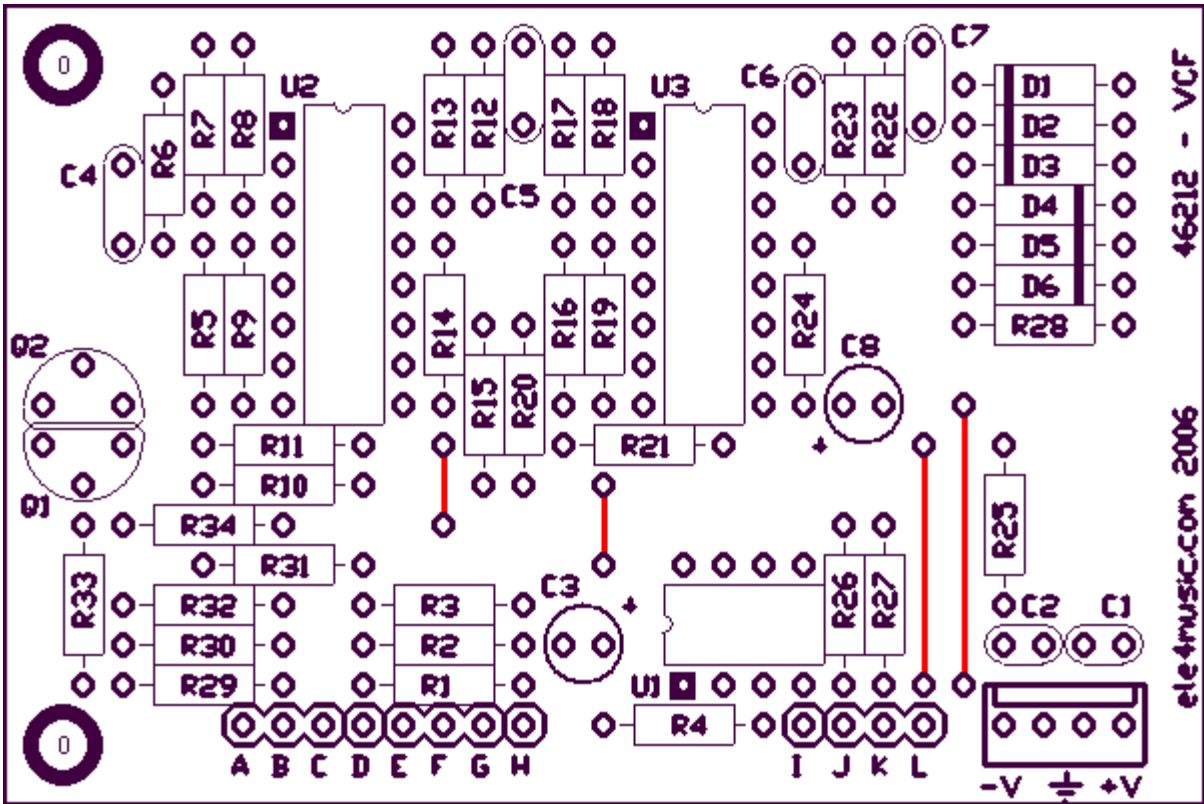 0
R7
R8
U2
R13
R12
R17
R18
U3
C6
R23
R22
C7
D1
D2
D3
D4
D5
D6
R28
46212 - VCF
C4
R6
C5
R5
R9
R14
R16
R19
R24
Q2
R15
R20
C8
+
R11
R10
R21
Q1
R34
R31
R33
R32
R30
R29
R3
R2
R1
C3
+
R26
R27
R25
C2
C1
ele4music.com 2006
U1
R4
0
A B C D E F G H
I J K L
-V +V